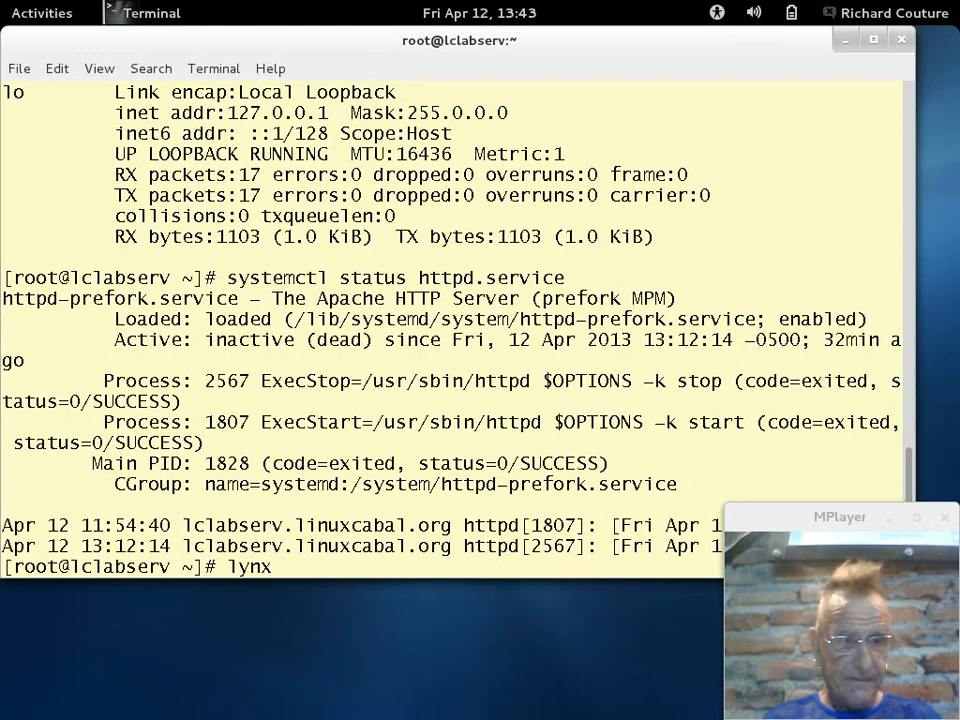 Activities Terminal Fri Apr 12, 13:43 Richard Couture
root@lclabserv:~
File Edit View Search Terminal Help
lo Link encap:Local Loopback
inet addr:127.0.0.1 Mask:255.0.0.0
inet6 addr: ::1/128 Scope:Host
UP LOOPBACK RUNNING MTU:16436 Metric:1
RX packets:17 errors:0 dropped:0 overruns:0 frame:0
TX packets:17 errors:0 dropped:0 overruns:0 carrier:0
collisions:0 txqueuelen:0
RX bytes:1103 (1.0 KiB) TX bytes:1103 (1.0 KiB)
[root@lclabserv ~]# systemctl status httpd.service
httpd-prefork.service - The Apache HTTP Server (prefork MPM)
Loaded: loaded (/lib/systemd/system/httpd-prefork.service; enabled)
Active: inactive (dead) since Fri, 12 Apr 2013 13:12:14 -0500; 32min a
go
Process: 2567 ExecStop=/usr/sbin/httpd $OPTIONS -k stop (code=exited, s
tatus=0/SUCCESS)
Process: 1807 ExecStart=/usr/sbin/httpd $OPTIONS -k start (code=exited,
status=0/SUCCESS)
Main PID: 1828 (code=exited, status=0/SUCCESS)
CGroup: name=systemd:/system/httpd-prefork.service
Apr 12 11:54:40 lclabserv.linuxcabal.org httpd[1807]: [Fri Apr 1
Apr 12 13:12:14 lclabserv.linuxcabal.org httpd[2567]: [Fri Apr 1
[root@lclabserv ~]# lynx
MPlayer